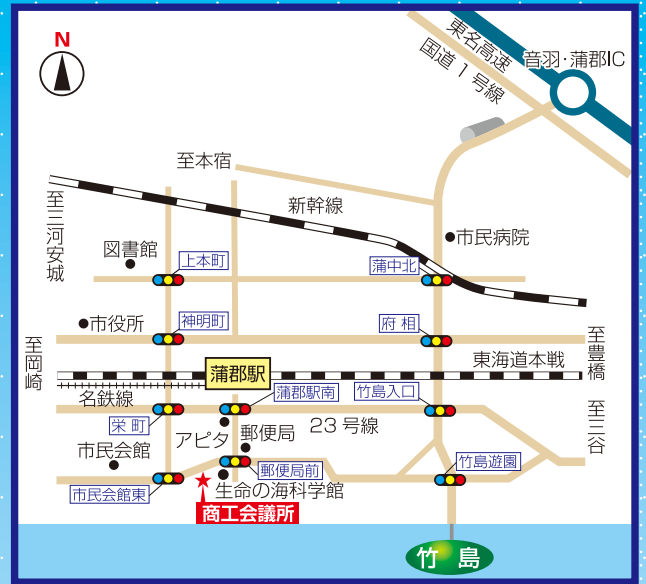 N
東名高速
国道1号線
音羽･蒲郡IC
至本宿
新幹線
至三河安城
図書館
上本町
市民病院
蒲中北
市役所
神明町
府相
至岡崎
至豊橋
蒲郡駅
東海道本戦
名鉄線
蒲郡駅南
竹島入口
至三谷
栄町
アピタ
郵便局
23号線
市民会館
郵便局前
竹島遊園
市民会館東
生命の海科学館
商工会議所
竹島